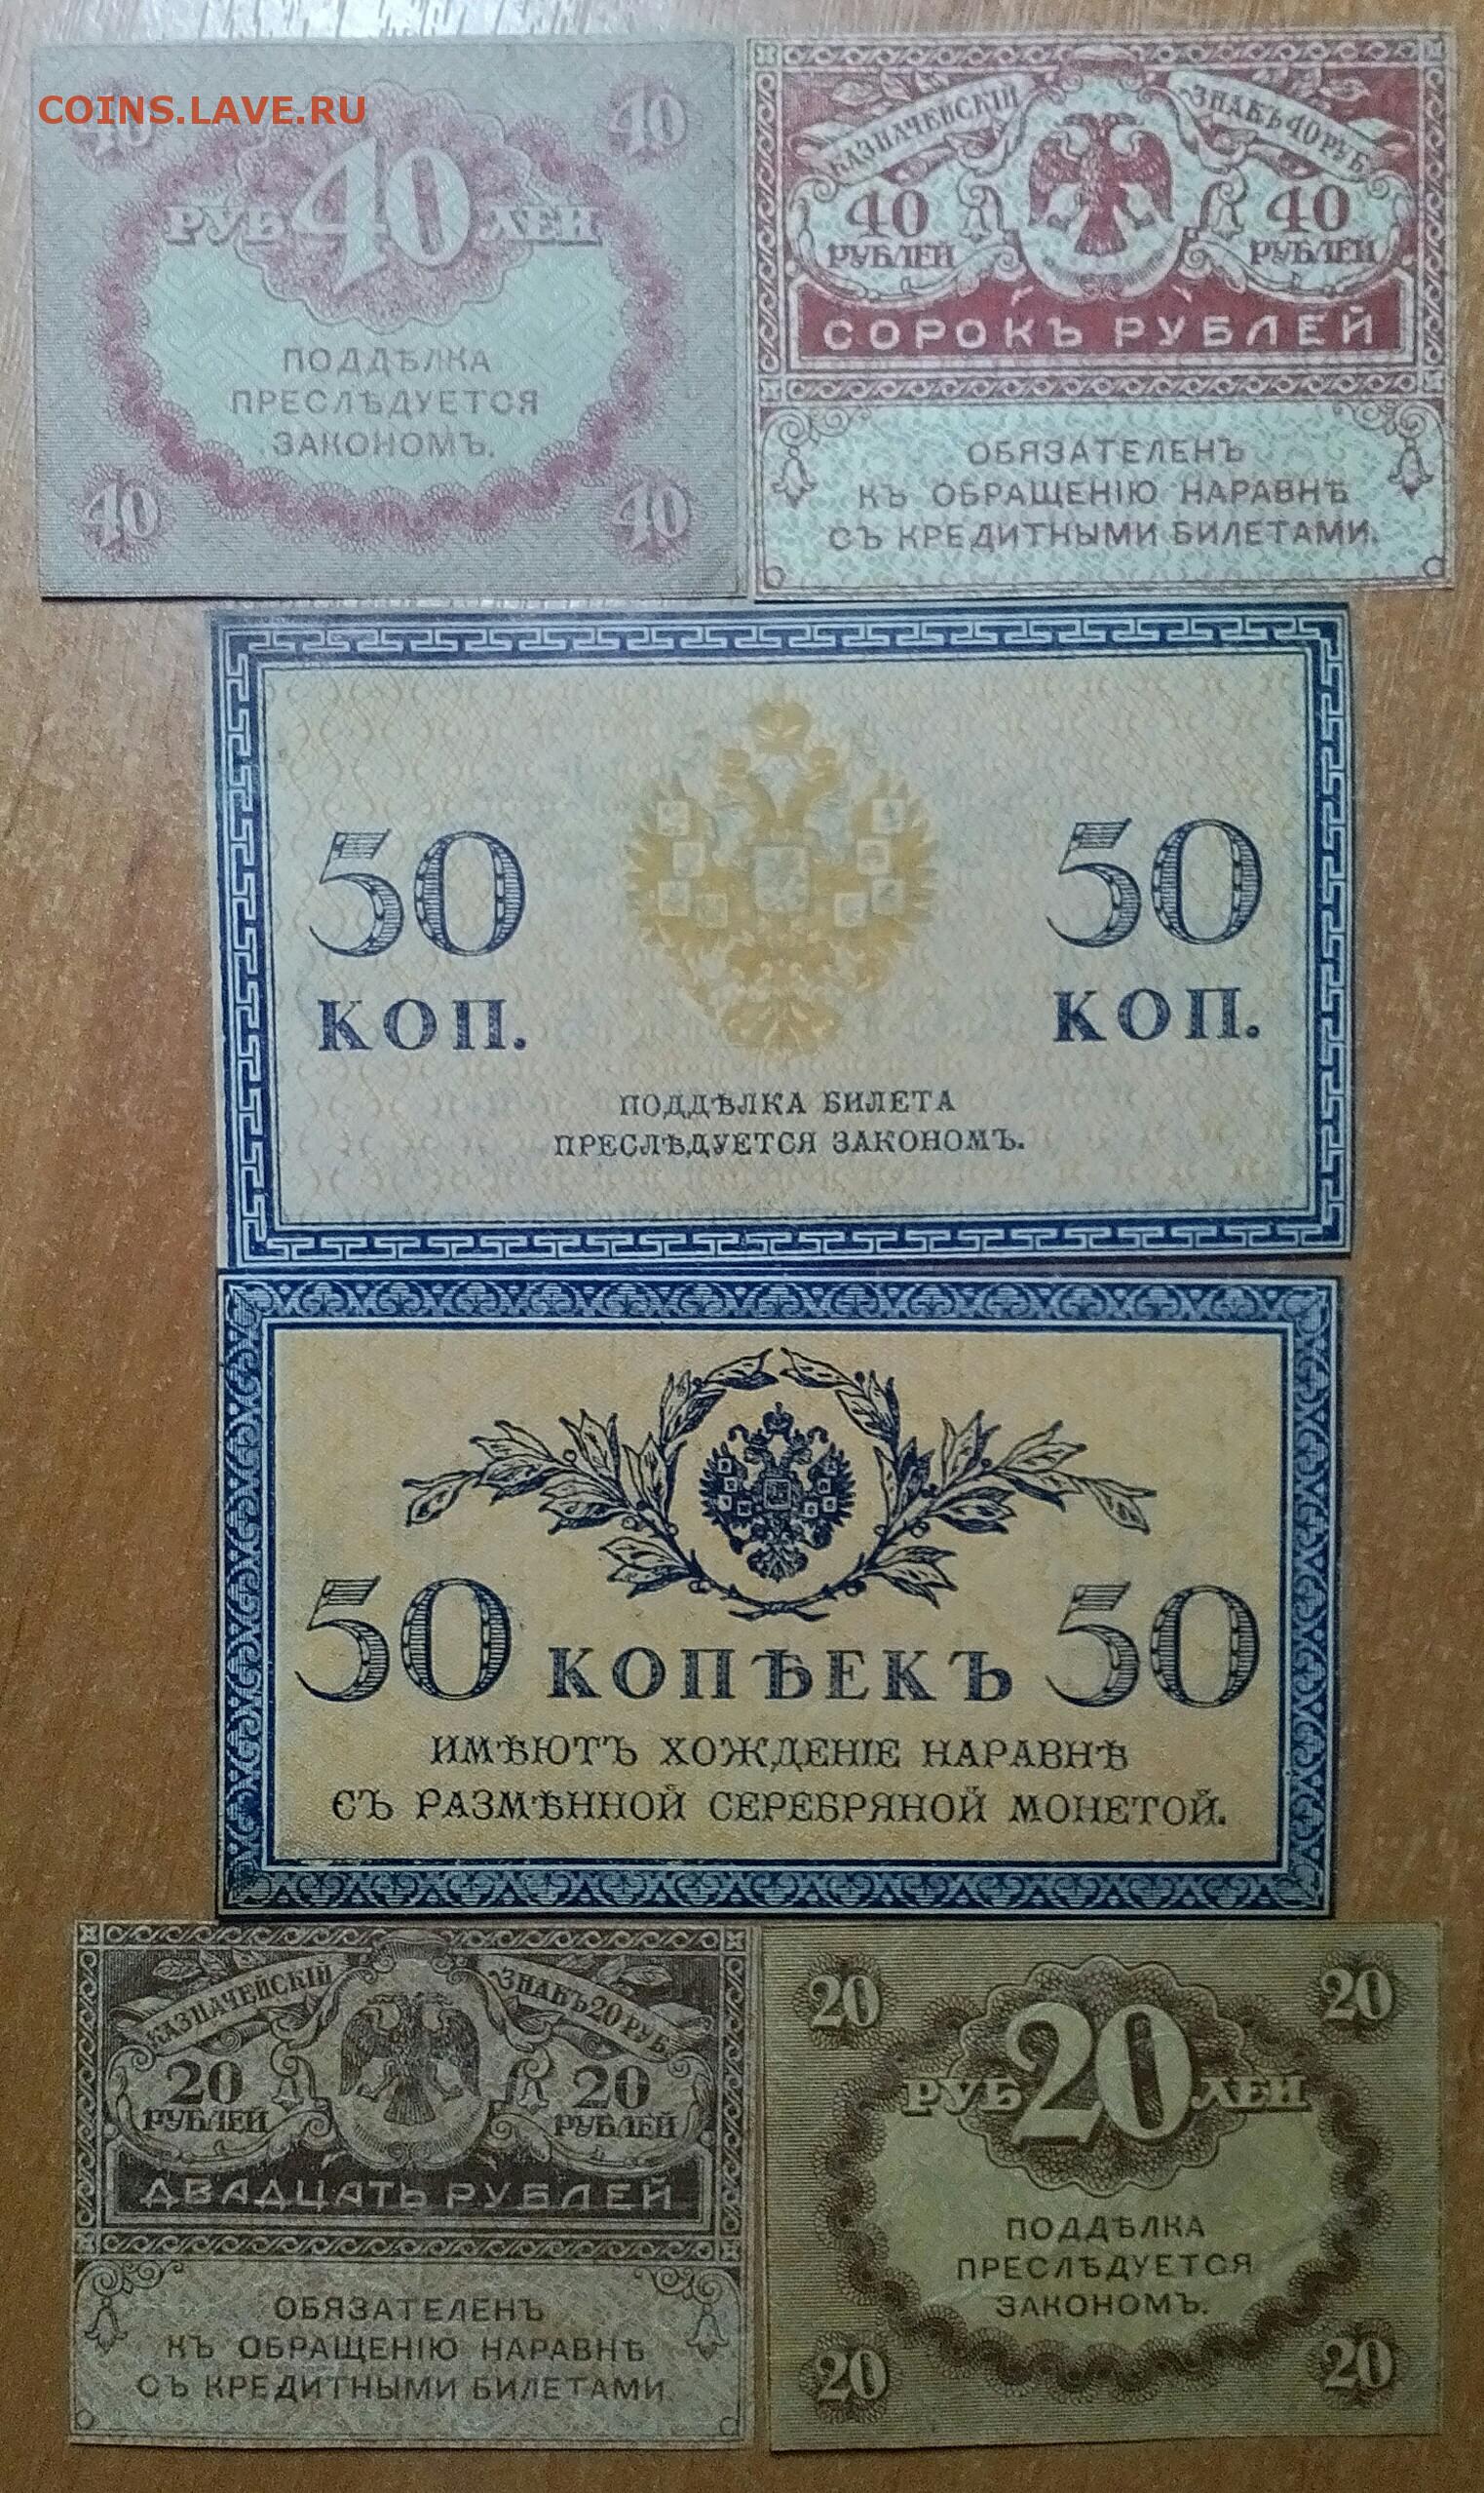 COINS.LAVE.RU
40 40
РУБ 40 ЛЕЙ
ПОДДѢЛКА
ПРЕСЛѢДУЕТСЯ
ЗАКОНОМЪ.
40 40
КАЗНАЧЕЙСКІЙ ЗНАКЪ 40 РУБ.
40 40
РУБЛЕЙ РУБЛЕЙ
СОРОКЪ РУБЛЕЙ
ОБЯЗАТЕЛЕНЪ
КЪ ОБРАЩЕНІЮ НАРАВНѢ
СЪ КРЕДИТНЫМИ БИЛЕТАМИ.
50 50
КОП. КОП.
ПОДДѢЛКА БИЛЕТА
ПРЕСЛѢДУЕТСЯ ЗАКОНОМЪ.
50 КОПѢЕКЪ 50
ИМѢЮТЪ ХОЖДЕНІЕ НАРАВНѢ
СЪ РАЗМѢННОЙ СЕРЕБРЯНОЙ МОНЕТОЙ.
КАЗНАЧЕЙСКІЙ ЗНАКЪ 20 РУБ.
20 20
РУБЛЕЙ РУБЛЕЙ
ДВАДЦАТЬ РУБЛЕЙ
ОБЯЗАТЕЛЕНЪ
КЪ ОБРАЩЕНІЮ НАРАВНѢ
СЪ КРЕДИТНЫМИ БИЛЕТАМИ.
20 20
РУБ 20 ЛЕЙ
ПОДДѢЛКА
ПРЕСЛѢДУЕТСЯ
ЗАКОНОМЪ.
20 20